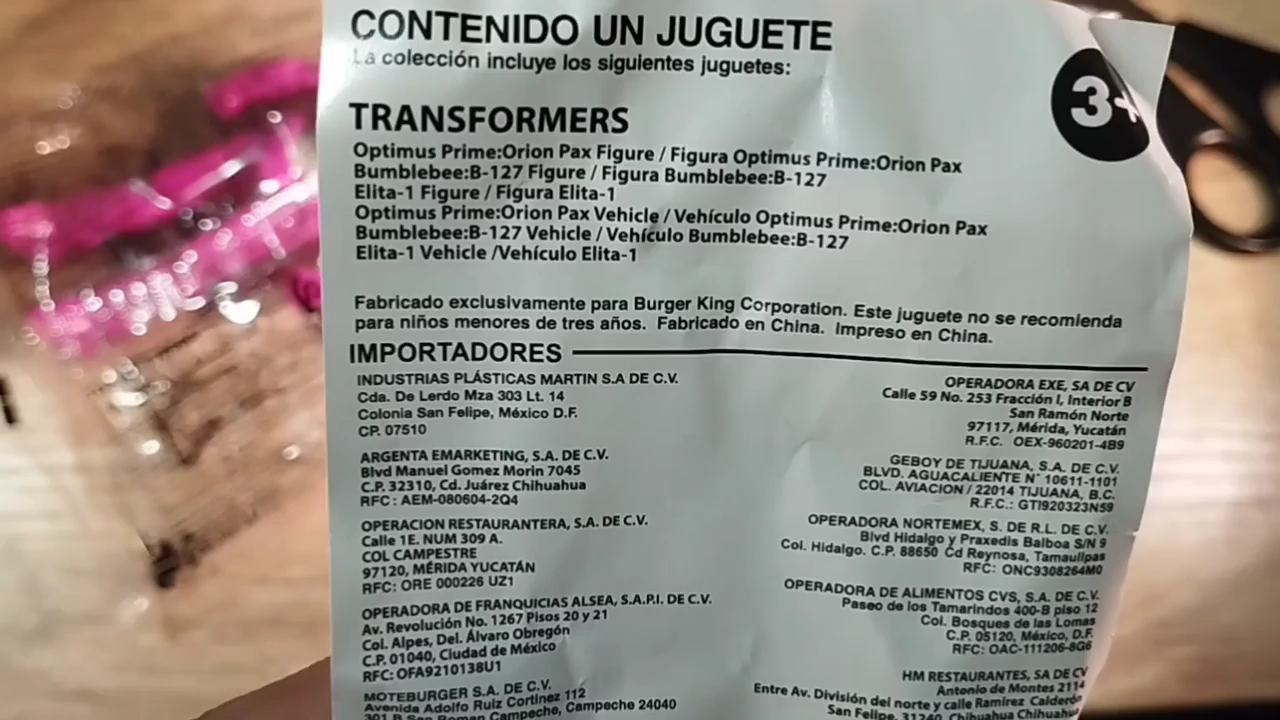 CONTENIDO UN JUGUETE
La colección incluye los siguientes juguetes:
3+
TRANSFORMERS
Optimus Prime:Orion Pax Figure / Figura Optimus Prime:Orion Pax
Bumblebee:B-127 Figure / Figura Bumblebee:B-127
Elita-1 Figure / Figura Elita-1
Optimus Prime:Orion Pax Vehicle / Vehículo Optimus Prime:Orion Pax
Bumblebee:B-127 Vehicle / Vehículo Bumblebee:B-127
Elita-1 Vehicle /Vehículo Elita-1
Fabricado exclusivamente para Burger King Corporation. Este juguete no se recomienda
para niños menores de tres años. Fabricado en China. Impreso en China.
IMPORTADORES
INDUSTRIAS PLÁSTICAS MARTIN S.A DE C.V.
Cda. De Lerdo Mza 303 Lt. 14
Colonia San Felipe, México D.F.
CP. 07510
ARGENTA EMARKETING, S.A. DE C.V.
Blvd Manuel Gomez Morin 7045
C.P. 32310, Cd. Juárez Chihuahua
RFC : AEM-080604-2Q4
OPERACION RESTAURANTERA, S.A. DE C.V.
Calle 1E. NUM 309 A.
COL CAMPESTRE
97120, MÉRIDA YUCATÁN
RFC: ORE 000226 UZ1
OPERADORA DE FRANQUICIAS ALSEA, S.A.P.I. DE C.V.
Av. Revolución No. 1267 Pisos 20 y 21
Col. Alpes, Del. Álvaro Obregón
C.P. 01040, Ciudad de México
RFC: OFA9210138U1
MOTEBURGER S.A. DE C.V.
Avenida Adolfo Ruiz Cortinez 112
301 B San Roman Campeche, Campeche 24040
OPERADORA EXE, SA DE CV
Calle 59 No. 253 Fracción I, Interior B
San Ramón Norte
97117, Mérida, Yucatán
R.F.C. OEX-960201-4B9
GEBOY DE TIJUANA, S.A. DE C.V.
BLVD. AGUACALIENTE N° 10611-1101
COL. AVIACION / 22014 TIJUANA, B.C.
R.F.C.: GTI920323N59
OPERADORA NORTEMEX, S. DE R.L. DE C.V.
Blvd Hidalgo y Praxedis Balboa S/N 9
Col. Hidalgo. C.P. 88650 Cd Reynosa, Tamaulipas
RFC: ONC9308264M0
OPERADORA DE ALIMENTOS CVS, S.A. DE C.V.
Paseo de los Tamarindos 400-B piso 12
Col. Bosques de las Lomas
C.P. 05120, México, D.F.
RFC: OAC-111206-8G6
HM RESTAURANTES, SA DE CV
Antonio de Montes 2114
Entre Av. División del norte y calle Ramirez Calderón
San Felipe, 31240, Chihuahua Chihuahua